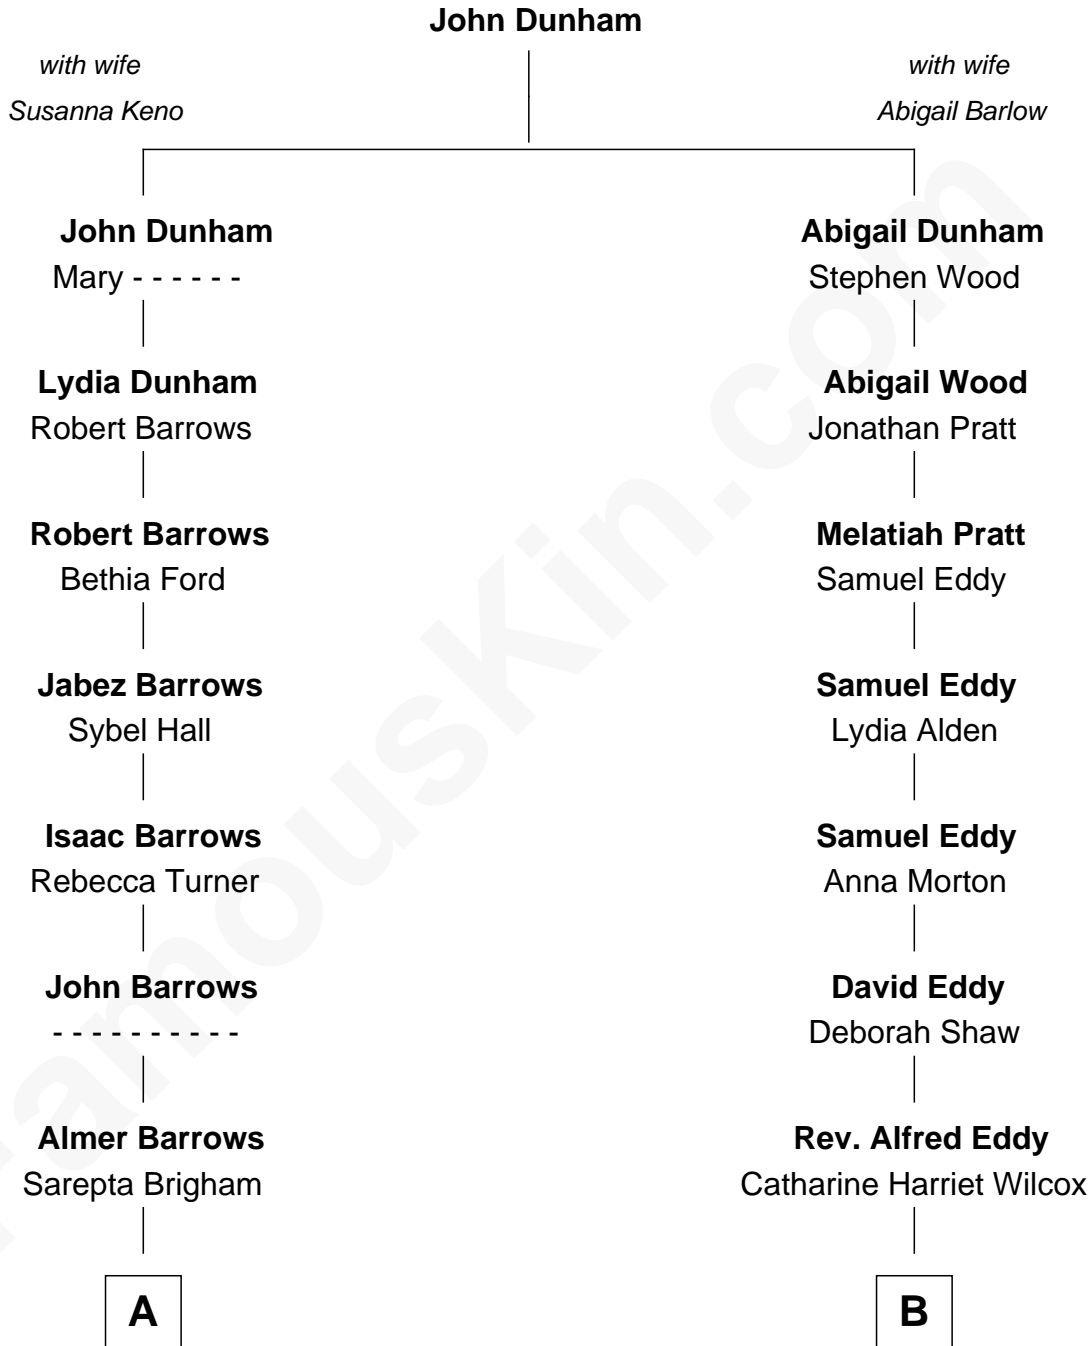 John Dunham
with wife
Susanna Keno
with wife
Abigail Barlow
John Dunham
Mary - - - - - -
Abigail Dunham
Stephen Wood
Lydia Dunham
Robert Barrows
Abigail Wood
Jonathan Pratt
Robert Barrows
Bethia Ford
Melatiah Pratt
Samuel Eddy
Jabez Barrows
Sybel Hall
Samuel Eddy
Lydia Alden
Isaac Barrows
Rebecca Turner
Samuel Eddy
Anna Morton
John Barrows
- - - - - - - - - -
David Eddy
Deborah Shaw
Almer Barrows
Sarepta Brigham
Rev. Alfred Eddy
Catharine Harriet Wilcox
A
B
FamousKin.com